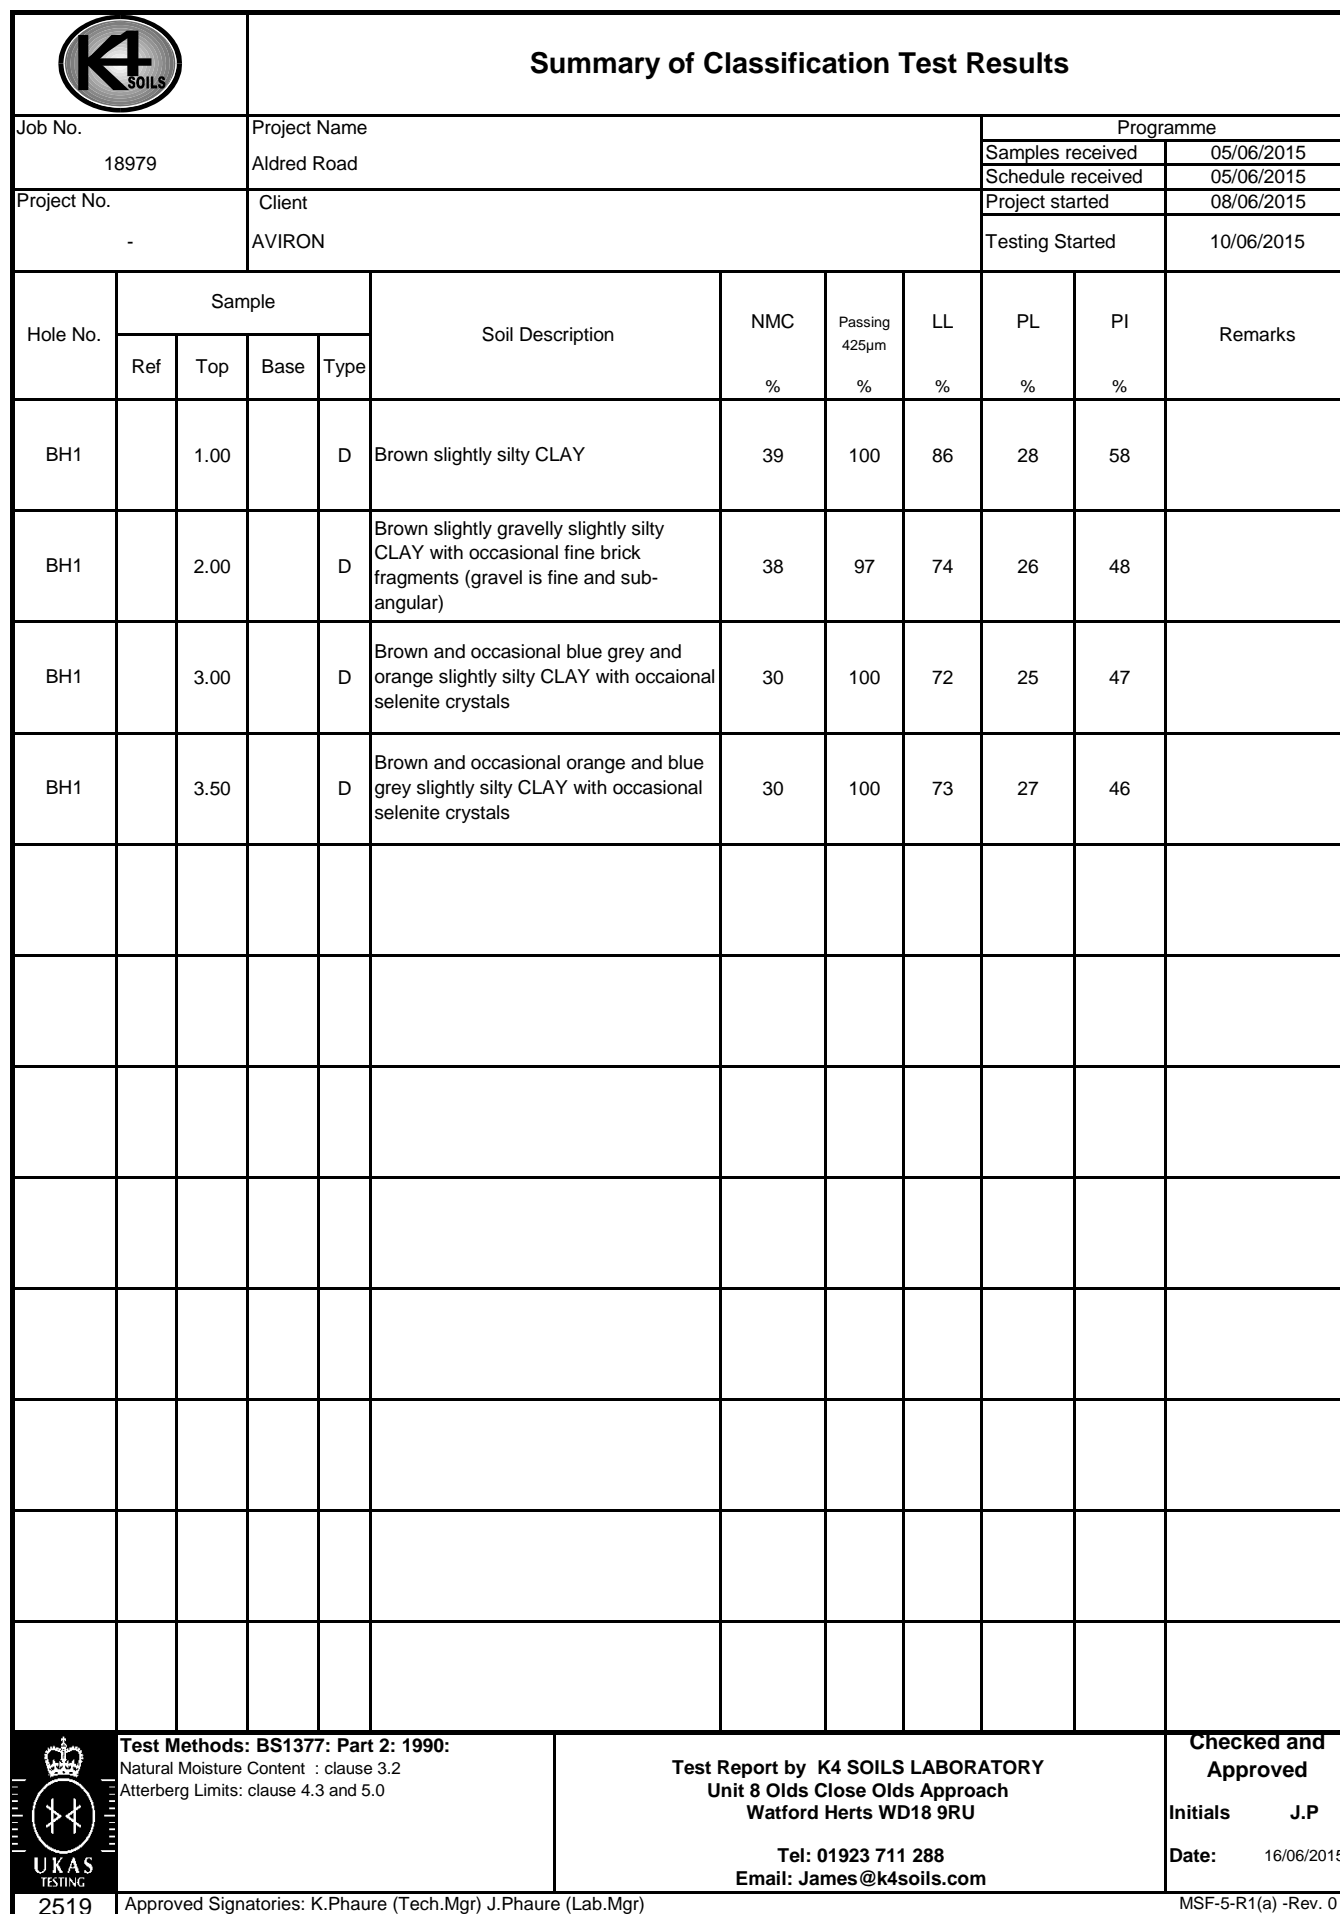 K4 SOILS
Summary of Classification Test Results
Job No.
18979
Project Name
Aldred Road
Programme
Samples received 05/06/2015
Schedule received 05/06/2015
Project No.
-
Client
AVIRON
Project started 08/06/2015
Testing Started 10/06/2015
Hole No. Sample Soil Description NMC Passing 425µm LL PL PI Remarks
Ref Top Base Type
% % % % %
BH1 1.00 D Brown slightly silty CLAY 39 100 86 28 58
Brown slightly gravelly slightly silty
CLAY with occasional fine brick
BH1 2.00 D fragments (gravel is fine and sub- 38 97 74 26 48
angular)
Brown and occasional blue grey and
BH1 3.00 D orange slightly silty CLAY with occaional 30 100 72 25 47
selenite crystals
Brown and occasional orange and blue
BH1 3.50 D grey slightly silty CLAY with occasional 30 100 73 27 46
selenite crystals
UKAS
TESTING
2519
Test Methods: BS1377: Part 2: 1990:
Natural Moisture Content : clause 3.2
Atterberg Limits: clause 4.3 and 5.0
Test Report by K4 SOILS LABORATORY
Unit 8 Olds Close Olds Approach
Watford Herts WD18 9RU
Tel: 01923 711 288
Email: James@k4soils.com
Checked and
Approved
Initials J.P
Date: 16/06/2015
Approved Signatories: K.Phaure (Tech.Mgr) J.Phaure (Lab.Mgr)
MSF-5-R1(a) -Rev. 0